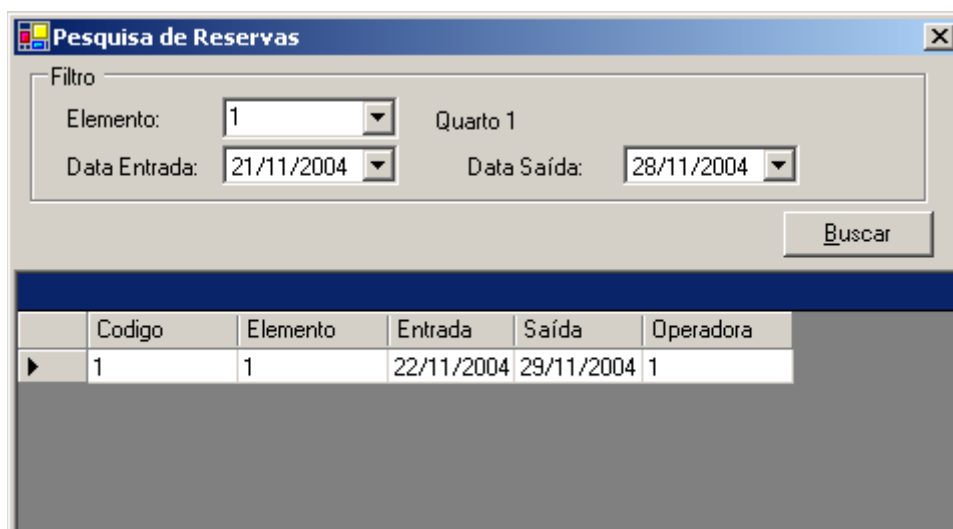 Pesquisa de Reservas
Filtro
Elemento: 1 Quarto 1
Data Entrada: 21/11/2004 Data Saída: 28/11/2004
Buscar
Codigo Elemento Entrada Saída Operadora
1 1 22/11/2004 29/11/2004 1